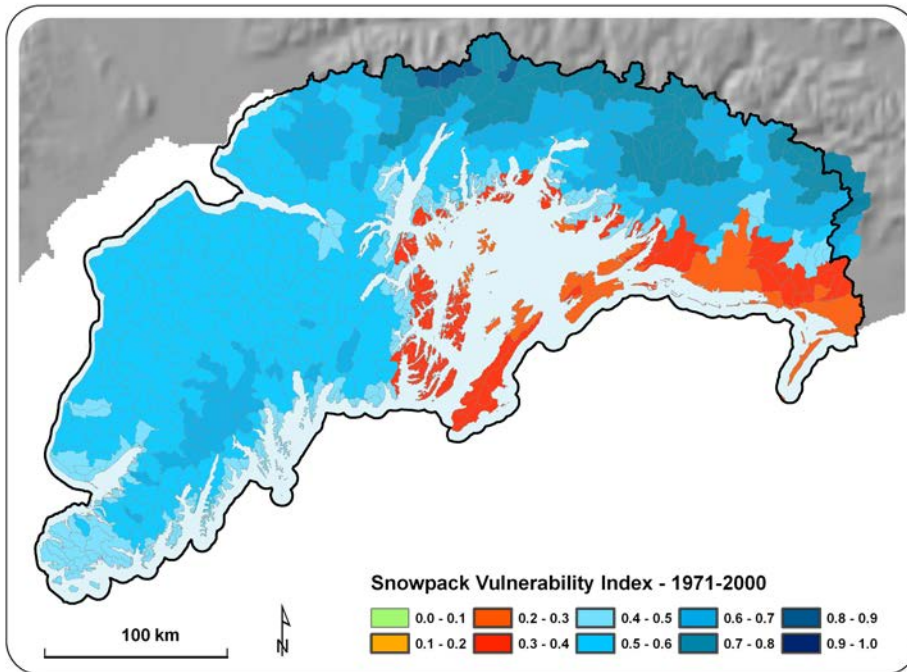 Snowpack Vulnerability Index - 1971-2000
0.0 - 0.1 0.2 - 0.3 0.4 - 0.5 0.6 - 0.7 0.8 - 0.9
0.1 - 0.2 0.3 - 0.4 0.5 - 0.6 0.7 - 0.8 0.9 - 1.0
100 km
N